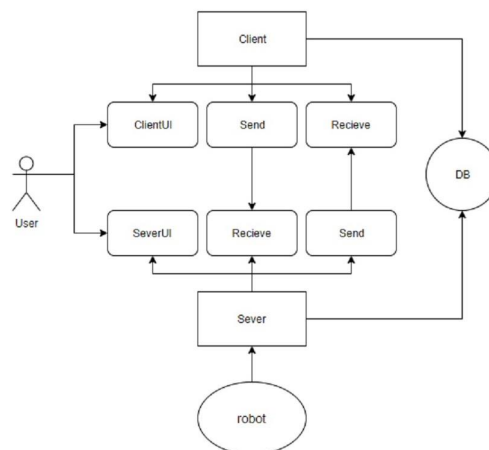 Client
ClientUI
Send
Recieve
DB
User
SeverUI
Recieve
Send
Sever
robot